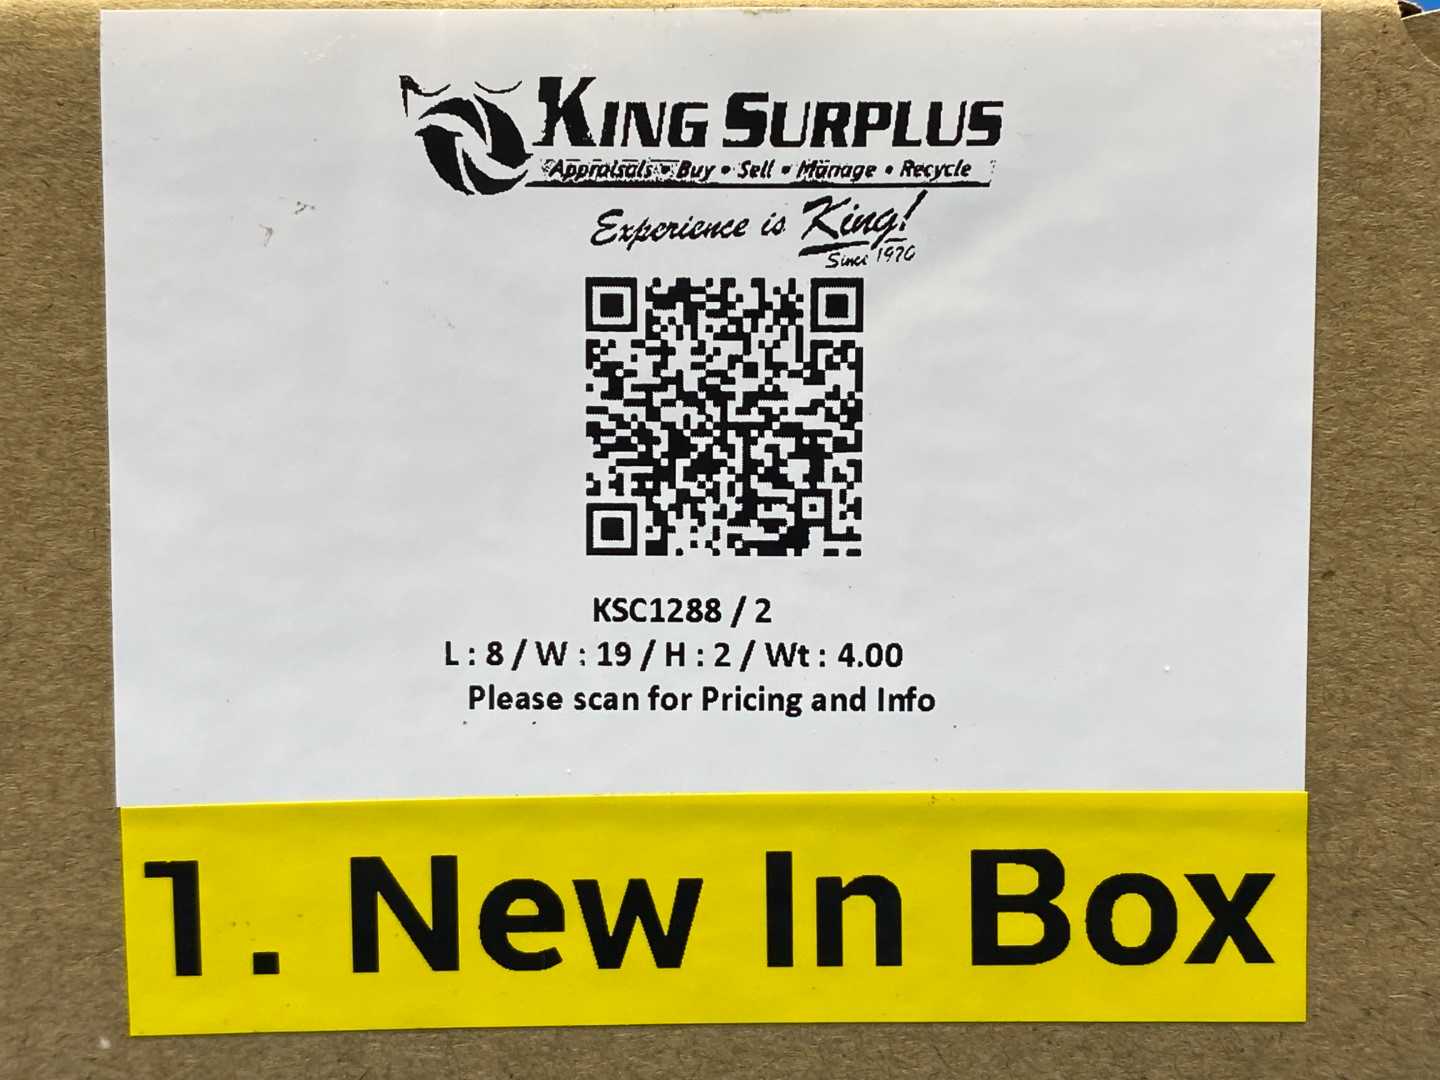 KING SURPLUS
Appraisals • Buy • Sell • Manage • Recycle
Experience is King!
Since 1970
KSC1288 / 2
L : 8 / W : 19 / H : 2 / Wt : 4.00
Please scan for Pricing and Info
1. New In Box